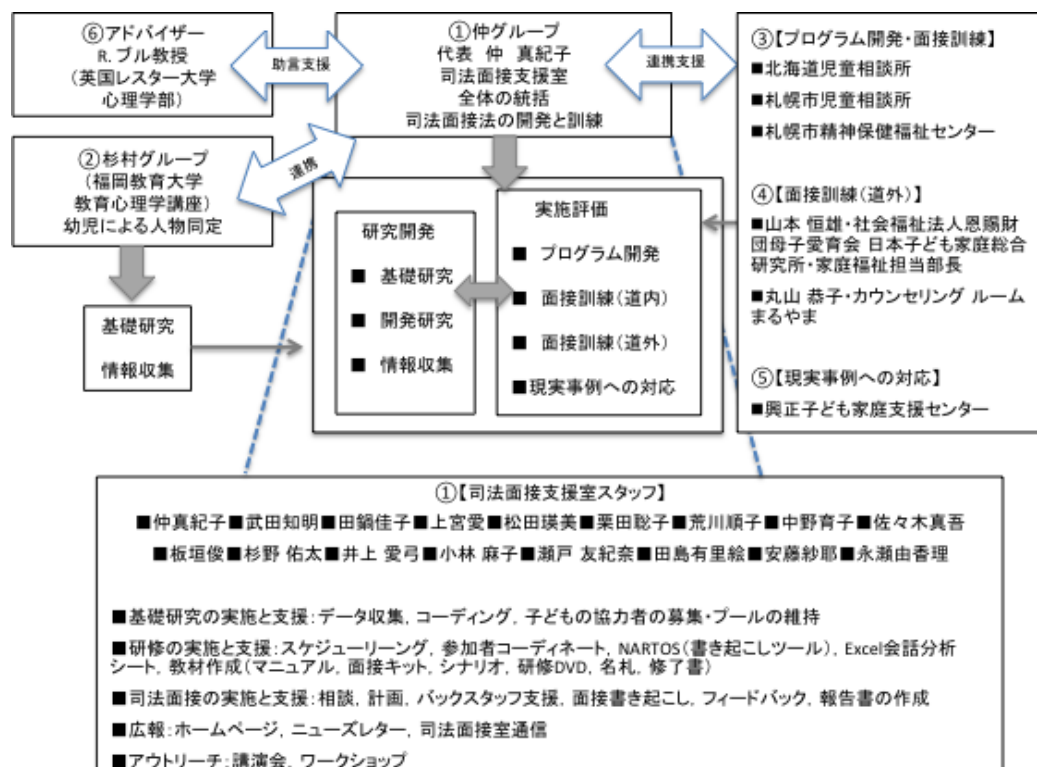 ⑥アドバイザー
R. ブル教授
(英国レスター大学
心理学部)
助言支援
①仲グループ
代表 仲 真紀子
司法面接支援室
全体の統括
司法面接法の開発と訓練
連携支援
③【プログラム開発・面接訓練】
■北海道児童相談所
■札幌市児童相談所
■札幌市精神保健福祉センター
④【面接訓練(道外)】
■山本 恒雄・社会福祉法人恩賜財
団母子愛育会 日本子ども家庭総合
研究所・家庭福祉担当部長
■丸山 恭子・カウンセリング ルーム
まるやま
⑤【現実事例への対応】
■興正子ども家庭支援センター
②杉村グループ
(福岡教育大学
教育心理学講座)
幼児による人物同定
連携
基礎研究
情報収集
研究開発
■ 基礎研究
■ 開発研究
■ 情報収集
実施評価
■ プログラム開発
■ 面接訓練(道内)
■ 面接訓練(道外)
■現実事例への対応
①【司法面接支援室スタッフ】
■仲真紀子■武田知明■田鍋佳子■上宮愛■松田瑛美■栗田聡子■荒川順子■中野育子■佐々木真吾
■板垣俊■杉野 佑太■井上 愛弓■小林 麻子■瀬戸 友紀奈■田島有里絵■安藤紗耶■永瀬由香理
■基礎研究の実施と支援:データ収集, コーディング, 子どもの協力者の募集・プールの維持
■研修の実施と支援:スケジューリーング, 参加者コーディネート, NARTOS(書き起こしツール), Excel会話分析
シート, 教材作成(マニュアル, 面接キット, シナリオ, 研修DVD, 名札, 修了書)
■司法面接の実施と支援:相談, 計画, バックスタッフ支援, 面接書き起こし, フィードバック, 報告書の作成
■広報:ホームページ, ニューズレター, 司法面接室通信
■アウトリーチ:講演会, ワークショップ